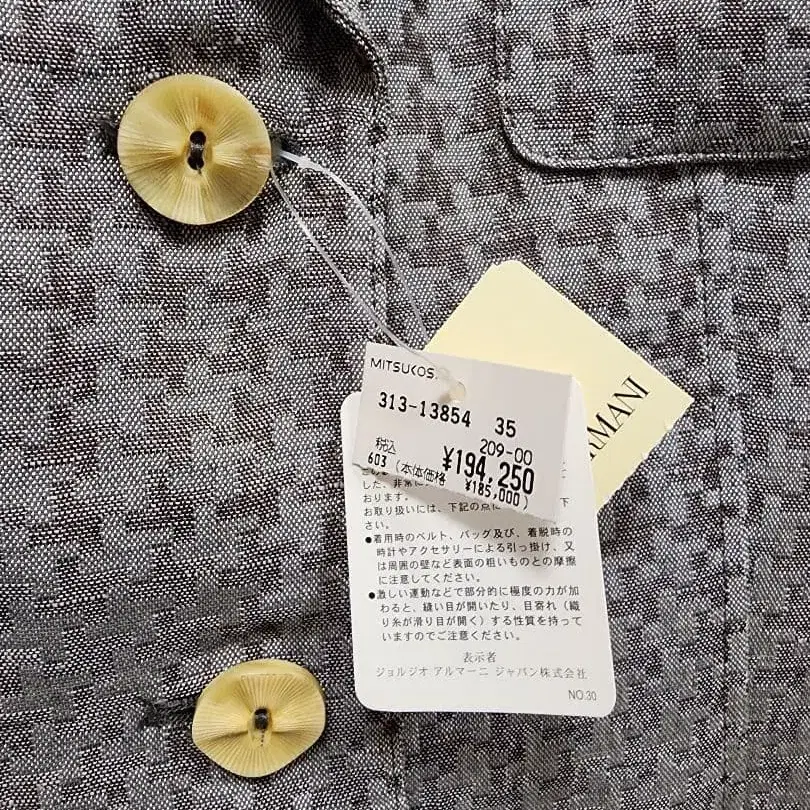 MITSUKOS
313-13854 35
209-00
税込 ¥194,250
603 (本体価格 ¥185,000)
RMANI
した、非常に
おります。
お取り扱いには、下記の点に 下
さい。
●着用時のベルト、バッグ及び、着脱時の
時計やアクセサリーによる引っ掛け、又
は周囲の壁など表面の粗いものとの摩擦
に注意してください。
●激しい運動などで部分的に極度の力が加
わると、縫い目が開いたり、目寄れ(織
り糸が滑り目が開く)する性質を持って
いますのでご注意ください。
表示者
ジョルジオ アルマーニ ジャパン株式会社
NO.30